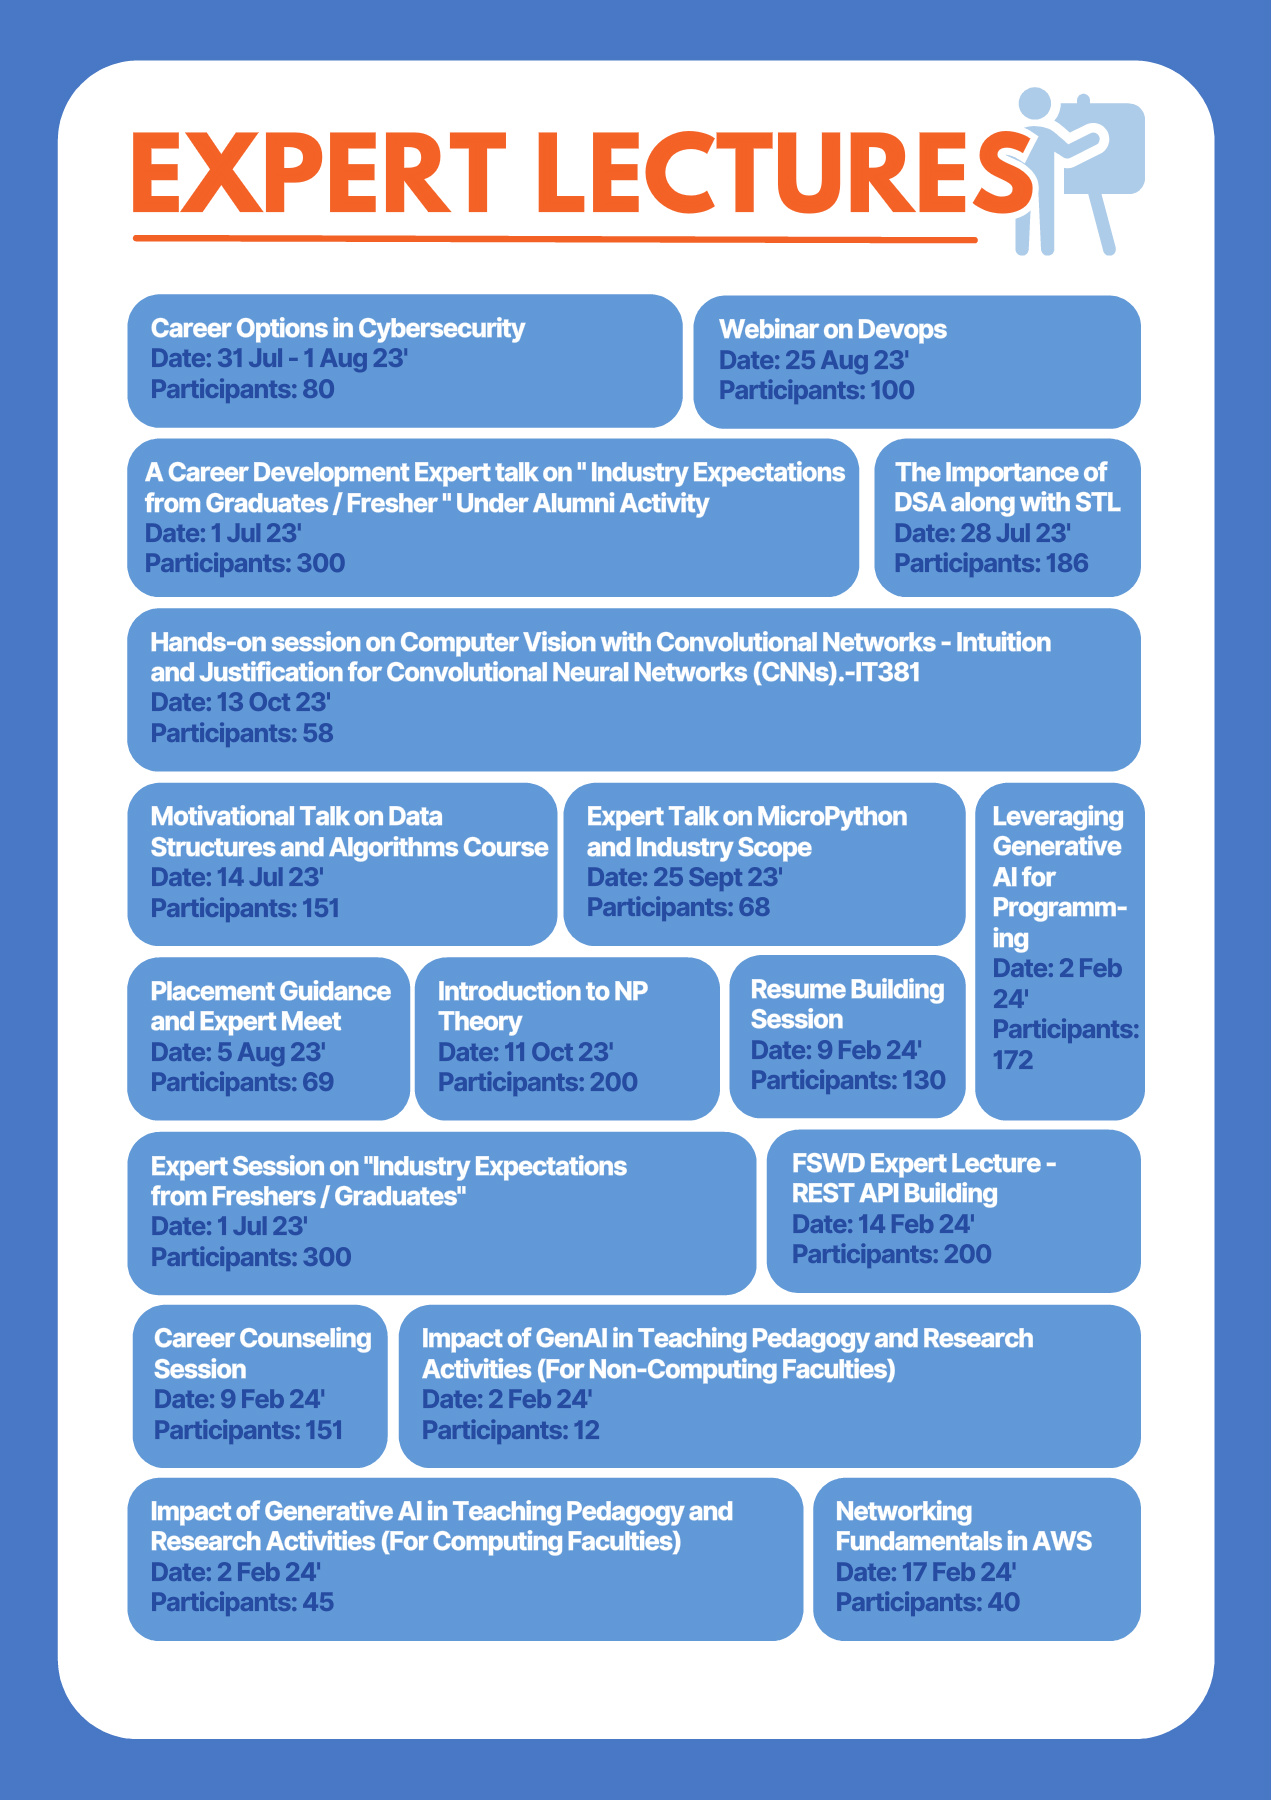 EXPERT LECTURES
Career Options in Cybersecurity
Date: 31 Jul - 1 Aug 23'
Participants: 80
Webinar on Devops
Date: 25 Aug 23'
Participants: 100
A Career Development Expert talk on " Industry Expectations
from Graduates / Fresher " Under Alumni Activity
Date: 1 Jul 23'
Participants: 300
The Importance of
DSA along with STL
Date: 28 Jul 23'
Participants: 186
Hands-on session on Computer Vision with Convolutional Networks - Intuition
and Justification for Convolutional Neural Networks (CNNs).-IT381
Date: 13 Oct 23'
Participants: 58
Motivational Talk on Data
Structures and Algorithms Course
Date: 14 Jul 23'
Participants: 151
Expert Talk on MicroPython
and Industry Scope
Date: 25 Sept 23'
Participants: 68
Leveraging
Generative
AI for
Programm-
ing
Date: 2 Feb
24'
Participants:
172
Placement Guidance
and Expert Meet
Date: 5 Aug 23'
Participants: 69
Introduction to NP
Theory
Date: 11 Oct 23'
Participants: 200
Resume Building
Session
Date: 9 Feb 24'
Participants: 130
Expert Session on "Industry Expectations
from Freshers / Graduates"
Date: 1 Jul 23'
Participants: 300
FSWD Expert Lecture -
REST API Building
Date: 14 Feb 24'
Participants: 200
Career Counseling
Session
Date: 9 Feb 24'
Participants: 151
Impact of GenAI in Teaching Pedagogy and Research
Activities (For Non-Computing Faculties)
Date: 2 Feb 24'
Participants: 12
Impact of Generative AI in Teaching Pedagogy and
Research Activities (For Computing Faculties)
Date: 2 Feb 24'
Participants: 45
Networking
Fundamentals in AWS
Date: 17 Feb 24'
Participants: 40